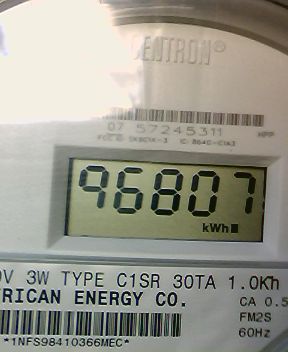 CENTRON®
07 57245311
96807
kWh
V 3W TYPE C1SR 30TA 1.0Kh
RICAN ENERGY CO.
CA 0.5
FM2S
60Hz
*1NFS98410366MEC*